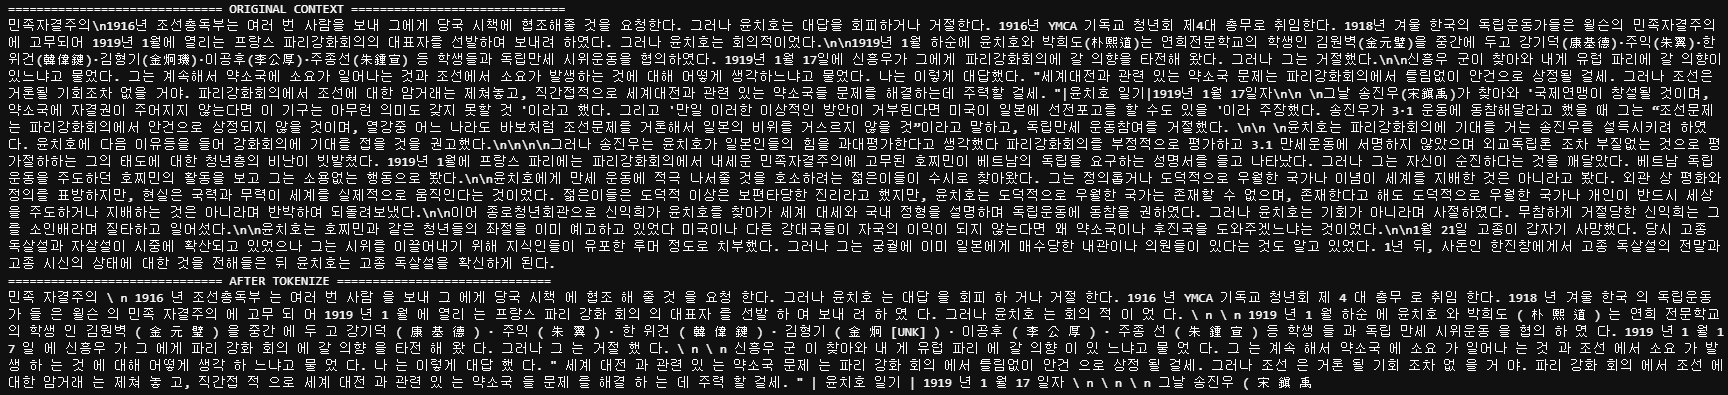 ============================== ORIGINAL CONTEXT ==============================
민족자결주의\n1916년 조선총독부는 여러 번 사람을 보내 그에게 당국 시책에 협조해줄 것을 요청한다. 그러나 윤치호는 대답을 회피하거나 거절한다. 1916년 YMCA 기독교 청년회 제4대 총무로 취임한다. 1918년 겨울 한국의 독립운동가들은 윌슨의 민족자결주의
에 고무되어 1919년 1월에 열리는 프랑스 파리강화회의의 대표자를 선발하여 보내려 하였다. 그러나 윤치호는 회의적이었다.\n\n1919년 1월 하순에 윤치호와 박희도(朴熙道)는 연희전문학교의 학생인 김원벽(金元璧)을 중간에 두고 강기덕(康基德)·주익(朱翼)·한
위건(韓偉鍵)·김형기(金炯璣)·이공후(李公厚)·주종선(朱鍾宣) 등 학생들과 독립만세 시위운동을 협의하였다. 1919년 1월 17일에 신흥우가 그에게 파리강화회의에 갈 의향을 타전해 왔다. 그러나 그는 거절했다.\n\n신흥우 군이 찾아와 내게 유럽 파리에 갈 의향이
있느냐고 물었다. 그는 계속해서 약소국에 소요가 일어나는 것과 조선에서 소요가 발생하는 것에 대해 어떻게 생각하느냐고 물었다. 나는 이렇게 대답했다. "세계대전과 관련 있는 약소국 문제는 파리강화회의에서 틀림없이 안건으로 상정될 걸세. 그러나 조선은
거론될 기회조차 없을 거야. 파리강화회의에서 조선에 대한 암거래는 제쳐놓고, 직간접적으로 세계대전과 관련 있는 약소국들 문제를 해결하는데 주력할 걸세. "|윤치호 일기|1919년 1월 17일자\n\n \n그날 송진우(宋鎭禹)가 찾아와 '국제연맹이 창설될 것이며,
약소국에 자결권이 주어지지 않는다면 이 기구는 아무런 의미도 갖지 못할 것 '이라고 했다. 그리고 '만일 이러한 이상적인 방안이 거부된다면 미국이 일본에 선전포고를 할 수도 있을 '이라 주장했다. 송진우가 3·1 운동에 동참해달라고 했을 때 그는 “조선문제
는 파리강화회의에서 안건으로 상정되지 않을 것이며, 열강중 어느 나라도 바보처럼 조선문제를 거론해서 일본의 비위를 거스르지 않을 것”이라고 말하고, 독립만세 운동참여를 거절했다. \n\n \n윤치호는 파리강화회의에 기대를 거는 송진우를 설득시키려 하였
다. 윤치호에 다음 이유등을 들어 강화회의에 기대를 접을 것을 권고했다.\n\n\n\n\n그러나 송진우는 윤치호가 일본인들의 힘을 과대평가한다고 생각했다 파리강화회의를 부정적으로 평가하고 3.1 만세운동에 서명하지 않았으며 외교독립론 조차 부질없는 것으로 평
가절하하는 그의 태도에 대한 청년층의 비난이 빗발쳤다. 1919년 1월에 프랑스 파리에는 파리강화회의에서 내세운 민족자결주의에 고무된 호찌민이 베트남의 독립을 요구하는 성명서를 들고 나타났다. 그러나 그는 자신이 순진하다는 것을 깨달았다. 베트남 독립
운동을 주도하던 호찌민의 활동을 보고 그는 소용없는 행동으로 봤다.\n\n윤치호에게 만세 운동에 적극 나서줄 것을 호소하려는 젊은이들이 수시로 찾아왔다. 그는 정의롭거나 도덕적으로 우월한 국가나 이념이 세계를 지배한 것은 아니라고 봤다. 외관 상 평화와
정의를 표방하지만, 현실은 국력과 무력이 세계를 실제적으로 움직인다는 것이었다. 젊은이들은 도덕적 이상은 보편타당한 진리라고 했지만, 윤치호는 도덕적으로 우월한 국가는 존재할 수 없으며, 존재한다고 해도 도덕적으로 우월한 국가나 개인이 반드시 세상
을 주도하거나 지배하는 것은 아니라며 반박하며 되돌려보냈다.\n\n이어 종로청년회관으로 신익희가 윤치호를 찾아가 세계 대세와 국내 정형을 설명하며 독립운동에 동참을 권하였다. 그러나 윤치호는 기회가 아니라며 사절하였다. 무참하게 거절당한 신익희는 그
를 소인배라며 질타하고 일어섰다.\n\n윤치호는 호찌민과 같은 청년들의 좌절을 이미 예고하고 있었다 미국이나 다른 강대국들이 자국의 이익이 되지 않는다면 왜 약소국이나 후진국을 도와주겠느냐는 것이었다.\n\n1월 21일 고종이 갑자기 사망했다. 당시 고종
독살설과 자살설이 시중에 확산되고 있었으나 그는 시위를 이끌어내기 위해 지식인들이 유포한 루머 정도로 치부했다. 그러나 그는 궁궐에 이미 일본에게 매수당한 내관이나 의원들이 있다는 것도 알고 있었다. 1년 뒤, 사돈인 한진창에게서 고종 독살설의 전말과
고종 시신의 상태에 대한 것을 전해들은 뒤 윤치호는 고종 독살설을 확신하게 된다.
============================== AFTER TOKENIZE ==============================
민족 자결주의 \ n 1916 년 조선총독부 는 여러 번 사람 을 보내 그 에게 당국 시책 에 협조 해 줄 것 을 요청 한다. 그러나 윤치호 는 대답 을 회피 하 거나 거절 한다. 1916 년 YMCA 기독교 청년회 제 4 대 총무 로 취임 한다. 1918 년 겨울 한국 의 독립운동
가 들 은 윌슨 의 민족 자결주의 에 고무 되 어 1919 년 1 월 에 열리 는 프랑스 파리 강화 회의 의 대표자 를 선발 하 여 보내 려 하 였 다. 그러나 윤치호 는 회의 적 이 었 다. \ n \ n 1919 년 1 월 하순 에 윤치호 와 박희도 ( 朴 熙 道 ) 는 연희 전문학교
의 학생 인 김원벽 ( 金 元 璧 ) 을 중간에 두 고 강기덕 ( 康 基 德 ) · 주익 ( 朱 翼 ) · 한 위건 ( 韓 偉 鍵 ) · 김형기 ( 金 炯 [UNK] ) · 이공후 ( 李 公 厚 ) · 주종 선 ( 朱 鍾 宣 ) 등 학생 들 과 독립 만세 시위운동 을 협의 하 였 다. 1919 년 1 월 1
7 일 에 신흥우 가 그 에게 파리 강화 회의 에 갈 의향 을 타전 해 왔 다. 그러나 그 는 거절 했 다. \ n \ n 신흥우 군 이 찾아와 내 게 유럽 파리 에 갈 의향 이 있 느냐고 물 었 다. 그 는 계속 해서 약소국 에 소요 가 일어나 는 것 과 조선 에서 소요 가 발
생 하 는 것 에 대해 어떻게 생각 하 느냐고 물 었 다. 나 는 이렇게 대답 했 다. " 세계 대전 과 관련 있 는 약소국 문제 는 파리 강화 회의 에서 틀림없이 안건 으로 상정 될 걸세. 그러나 조선 은 거론 될 기회 조차 없 을 거 야. 파리 강화 회의 에서 조선 에
대한 암거래 는 제쳐 놓 고, 직간접 적 으로 세계 대전 과 관련 있 는 약소국 들 문제 를 해결 하 는 데 주력 할 걸세. " | 윤치호 일기 | 1919 년 1 월 17 일자 \ n \ n \ n 그날 송진우 ( 宋 鎭 禹